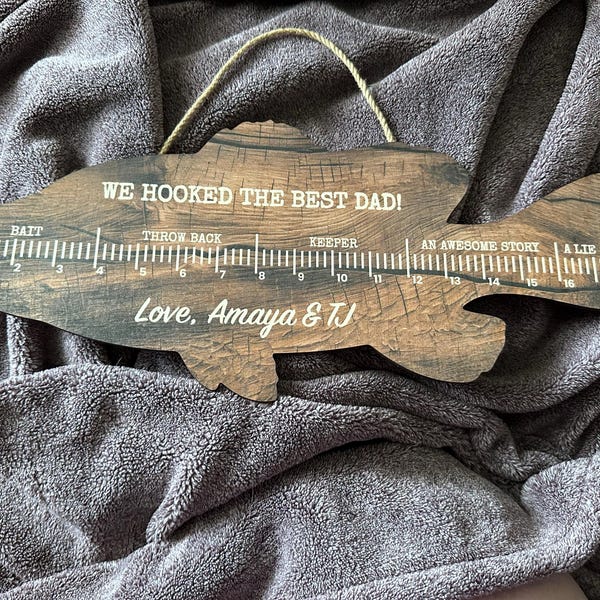 WE HOOKED THE BEST DAD!
BAIT THROW BACK KEEPER AN AWESOME STORY A LIE
2 3 4 5 6 7 8 9 10 11 12 13 14 15 16
Love, Amaya & TJ